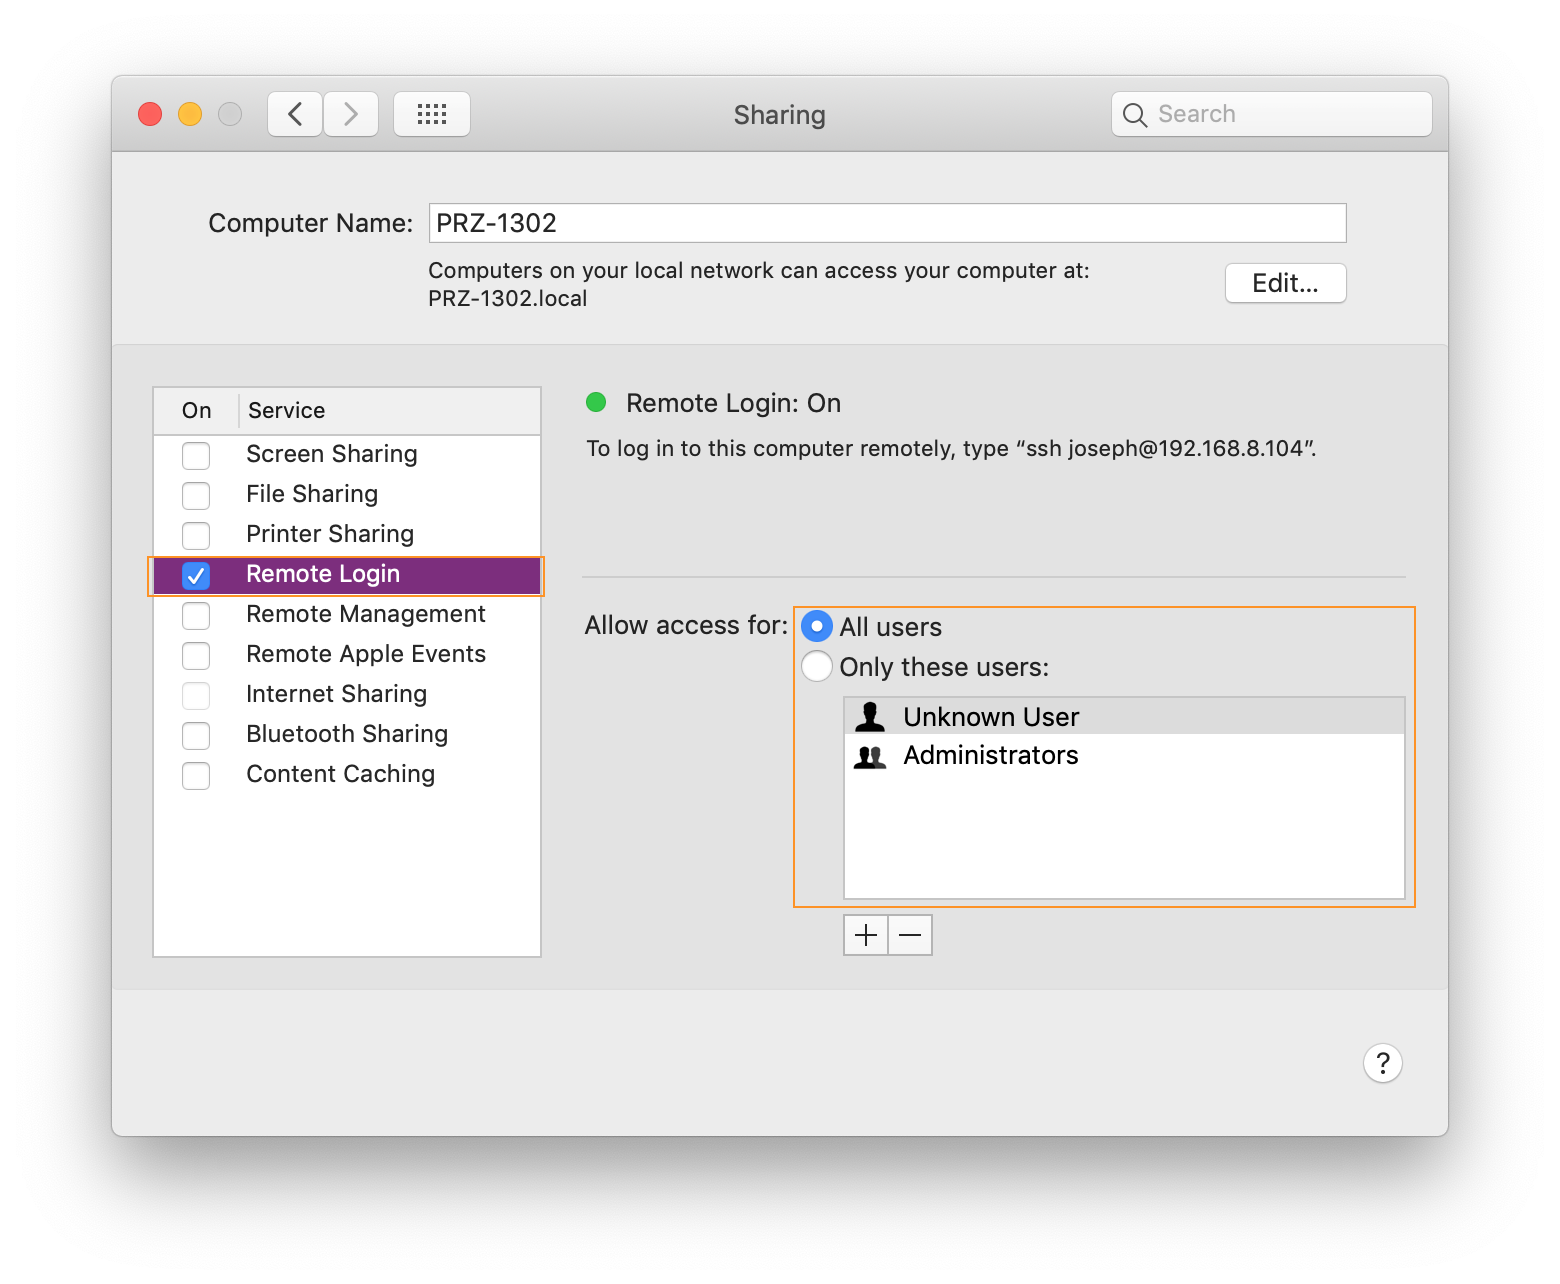 Sharing
Search
Computer Name: PRZ-1302
Computers on your local network can access your computer at:
PRZ-1302.local
Edit...
On Service
Screen Sharing
File Sharing
Printer Sharing
Remote Login
Remote Management
Remote Apple Events
Internet Sharing
Bluetooth Sharing
Content Caching
Remote Login: On
To log in to this computer remotely, type “ssh joseph@192.168.8.104”.
Allow access for: All users
Only these users:
Unknown User
Administrators
?